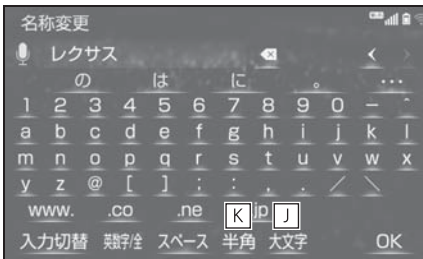 名称変更
レクサス
の は に 。 …
1 2 3 4 5 6 7 8 9 0 - ^
a b c d e f g h i j k l
m n o p q r s t u v w x
y z @ [ ] ; : , . / \
www. .co .ne K jp J
入力切替 英数字/全 スペース 半角 大文字 OK